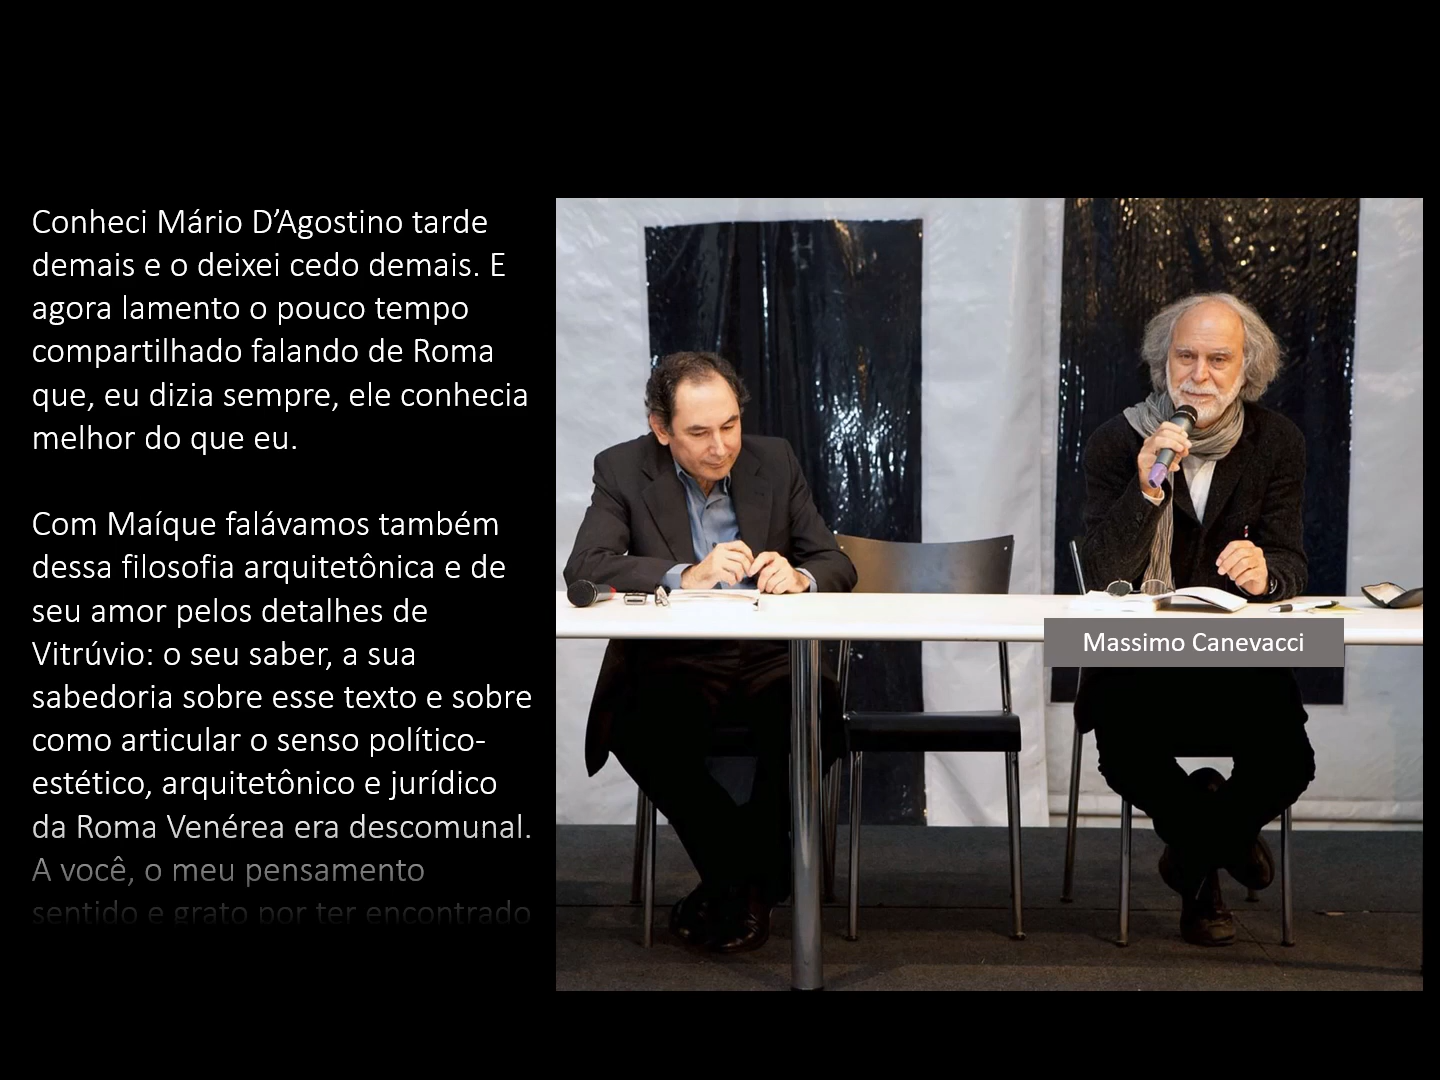 Conheci Mário D’Agostino tarde
demais e o deixei cedo demais. E
agora lamento o pouco tempo
compartilhado falando de Roma
que, eu dizia sempre, ele conhecia
melhor do que eu.
Com Maíque falávamos também
dessa filosofia arquitetônica e de
seu amor pelos detalhes de
Vitrúvio: o seu saber, a sua
sabedoria sobre esse texto e sobre
como articular o senso político-
estético, arquitetônico e jurídico
da Roma Venérea era descomunal.
A você, o meu pensamento
sentido e grato por ter encontrado
Massimo Canevacci